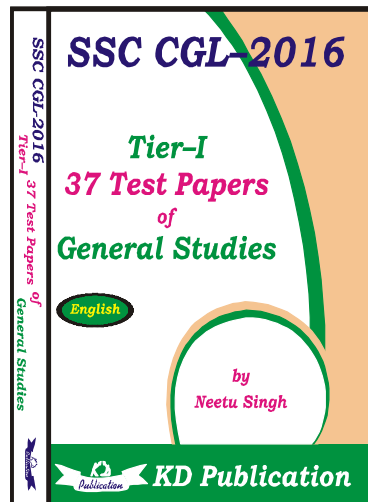 SSC CGL-2016
Tier-I 37 Test Papers of General Studies
SSC CGL–2016
Tier–I
37 Test Papers
of
General Studies
English
by
Neetu Singh
Publication
KD Publication